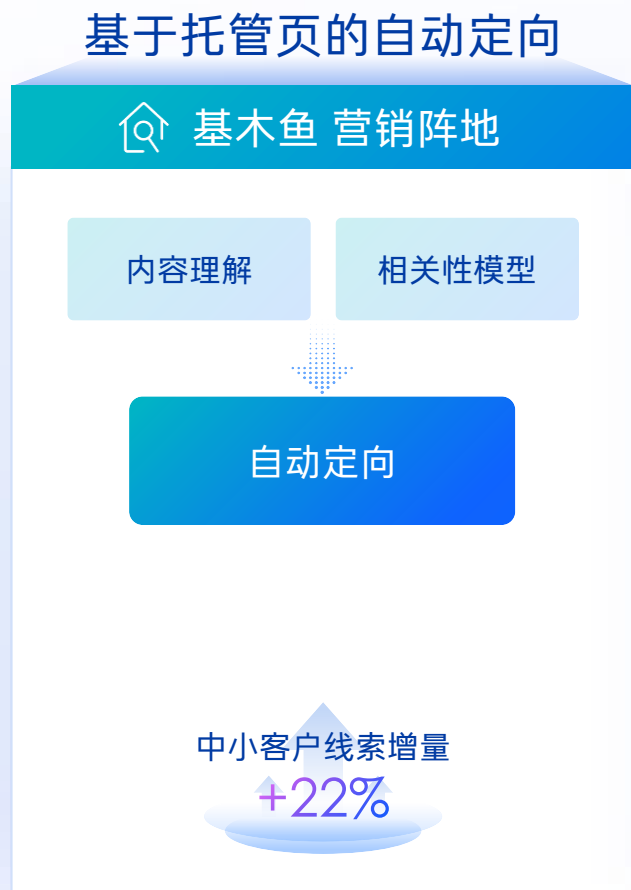 基于托管页的自动定向
基木鱼 营销阵地
内容理解
相关性模型
自动定向
中小客户线索增量
+22%